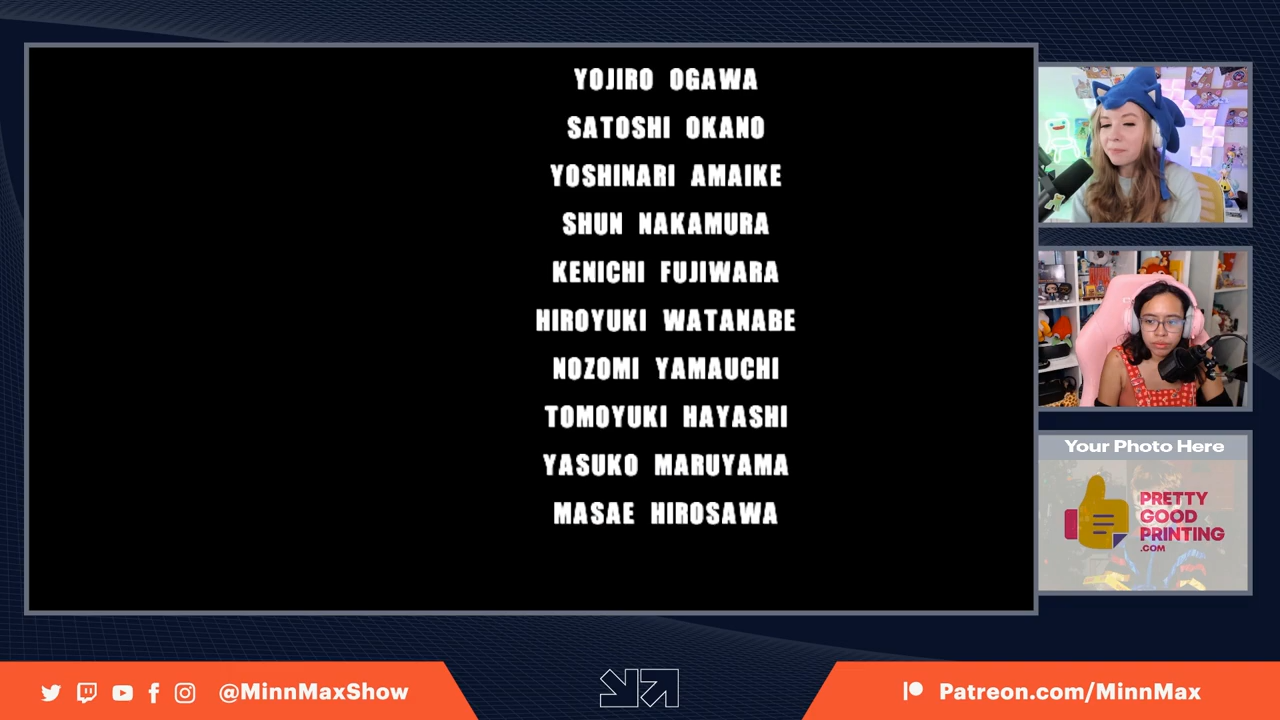 YOJIRO OGAWA
SATOSHI OKANO
YOSHINARI AMAIKE
SHUN NAKAMURA
KENICHI FUJIWARA
HIROYUKI WATANABE
NOZOMI YAMAUCHI
TOMOYUKI HAYASHI
YASUKO MARUYAMA
MASAE HIROSAWA
Your Photo Here
PRETTY
GOOD
PRINTING
.COM
@MinnMaxShow
Patreon.com/MinnMax